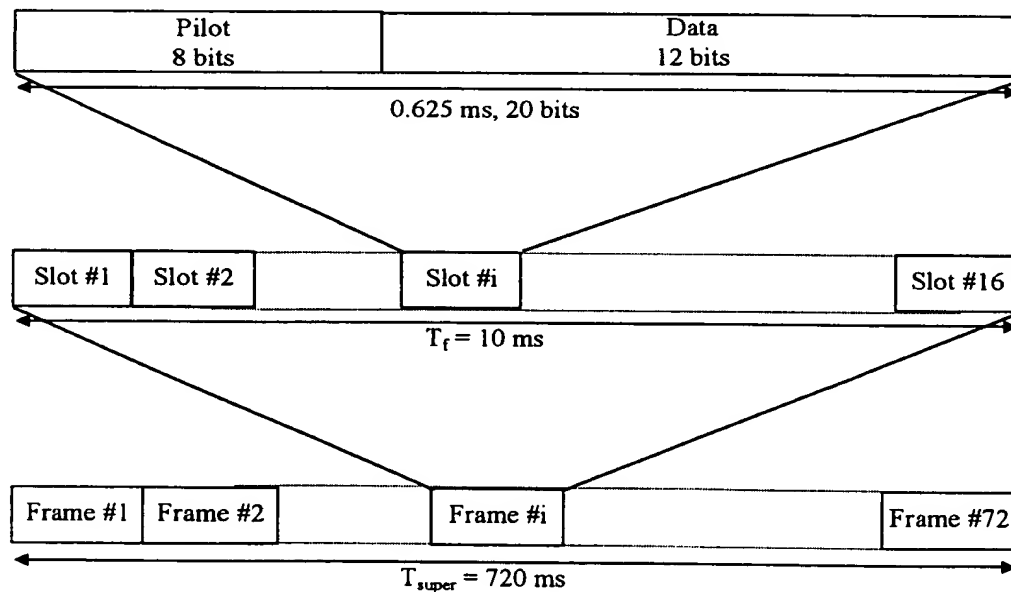 Pilot
8 bits
Data
12 bits
0.625 ms, 20 bits
Slot #1
Slot #2
Slot #i
Slot #16
T_f = 10 ms
Frame #1
Frame #2
Frame #i
Frame #72
T_super = 720 ms